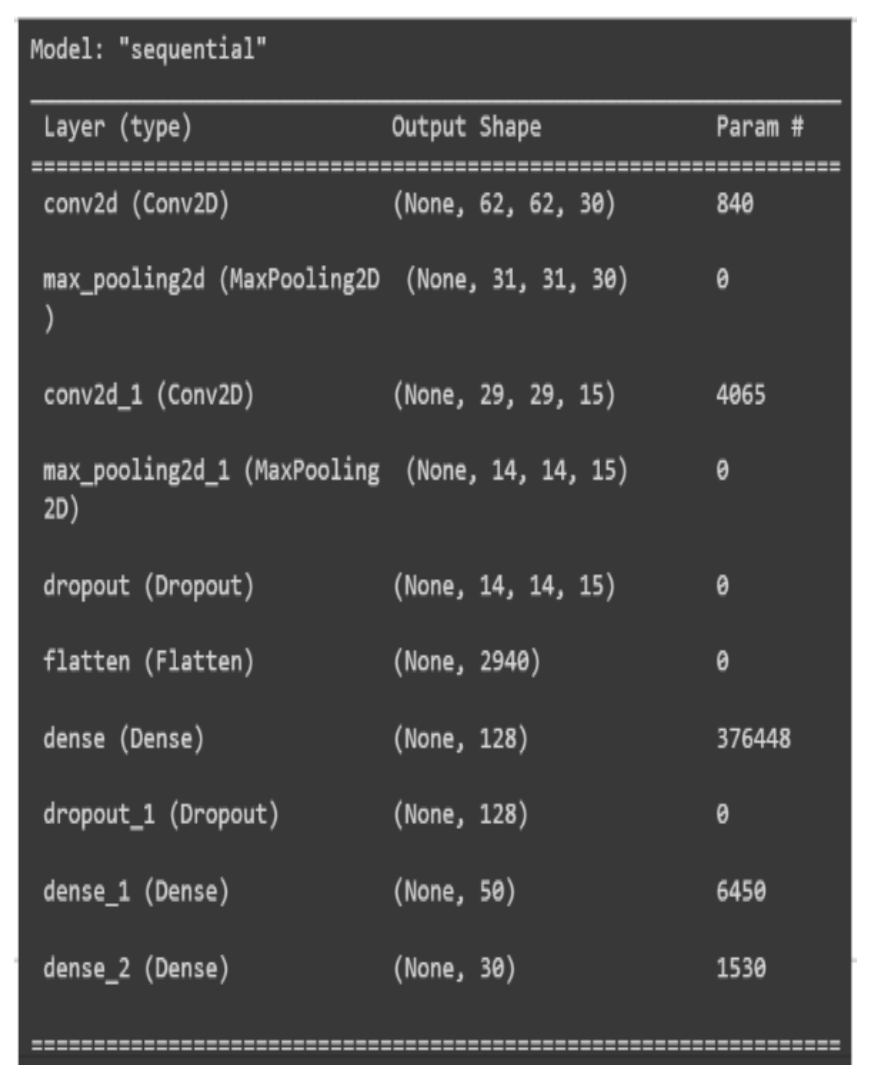 Model: "sequential"
Layer (type) Output Shape Param #
=================================================================
conv2d (Conv2D) (None, 62, 62, 30) 840
max_pooling2d (MaxPooling2D (None, 31, 31, 30) 0
)
conv2d_1 (Conv2D) (None, 29, 29, 15) 4065
max_pooling2d_1 (MaxPooling (None, 14, 14, 15) 0
2D)
dropout (Dropout) (None, 14, 14, 15) 0
flatten (Flatten) (None, 2940) 0
dense (Dense) (None, 128) 376448
dropout_1 (Dropout) (None, 128) 0
dense_1 (Dense) (None, 50) 6450
dense_2 (Dense) (None, 30) 1530
=================================================================